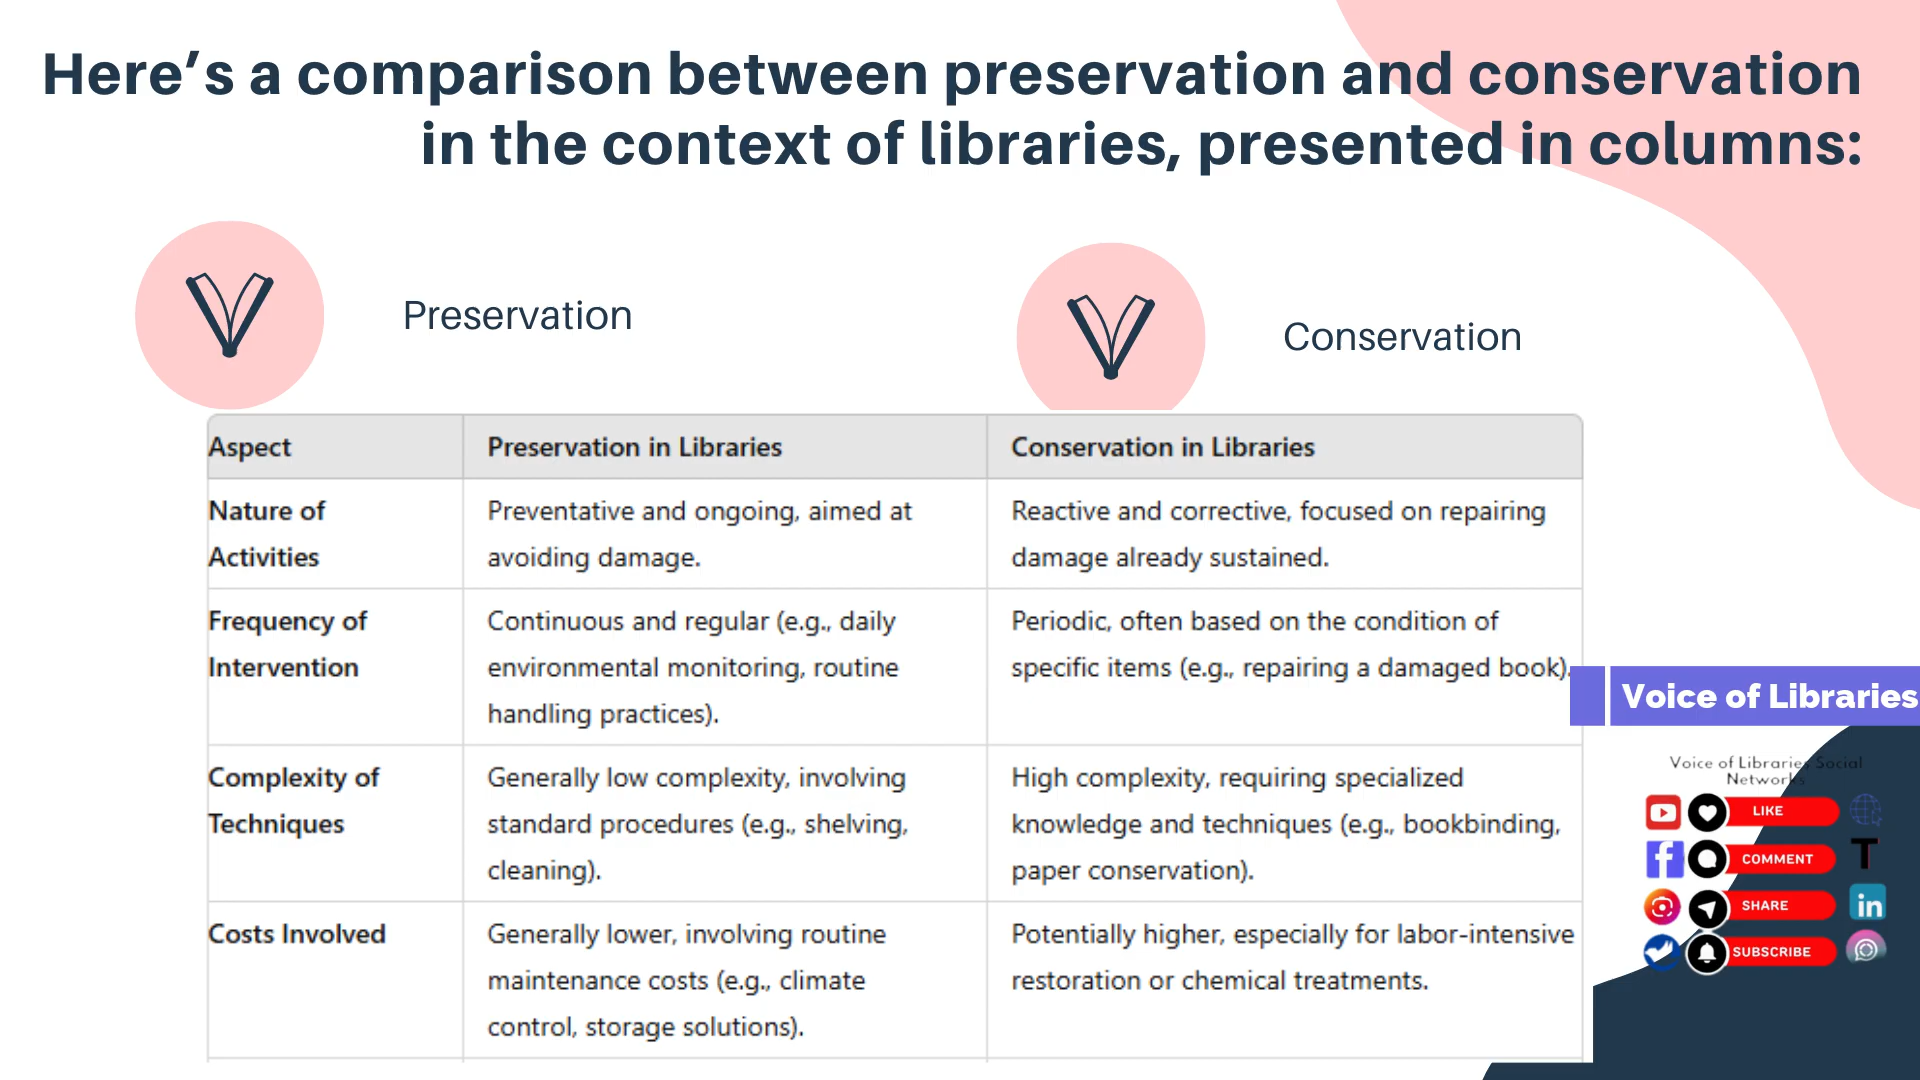 Here’s a comparison between preservation and conservation
in the context of libraries, presented in columns:
Preservation
Conservation
Aspect
Preservation in Libraries
Conservation in Libraries
Nature of
Activities
Preventative and ongoing, aimed at
avoiding damage.
Reactive and corrective, focused on repairing
damage already sustained.
Frequency of
Intervention
Continuous and regular (e.g., daily
environmental monitoring, routine
handling practices).
Periodic, often based on the condition of
specific items (e.g., repairing a damaged book).
Complexity of
Techniques
Generally low complexity, involving
standard procedures (e.g., shelving,
cleaning).
High complexity, requiring specialized
knowledge and techniques (e.g., bookbinding,
paper conservation).
Costs Involved
Generally lower, involving routine
maintenance costs (e.g., climate
control, storage solutions).
Potentially higher, especially for labor-intensive
restoration or chemical treatments.
Voice of Libraries
Voice of Libraries Social
Networks
LIKE
COMMENT
T
SHARE
in
SUBSCRIBE